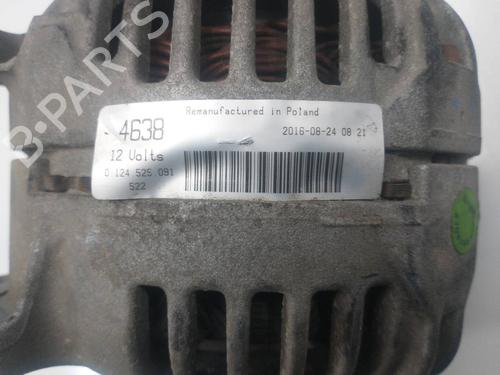 B-PARTS
Remanufactured in Poland
- 4638
2016-08-24 08 21
12 Volts
0 124 525 091
522